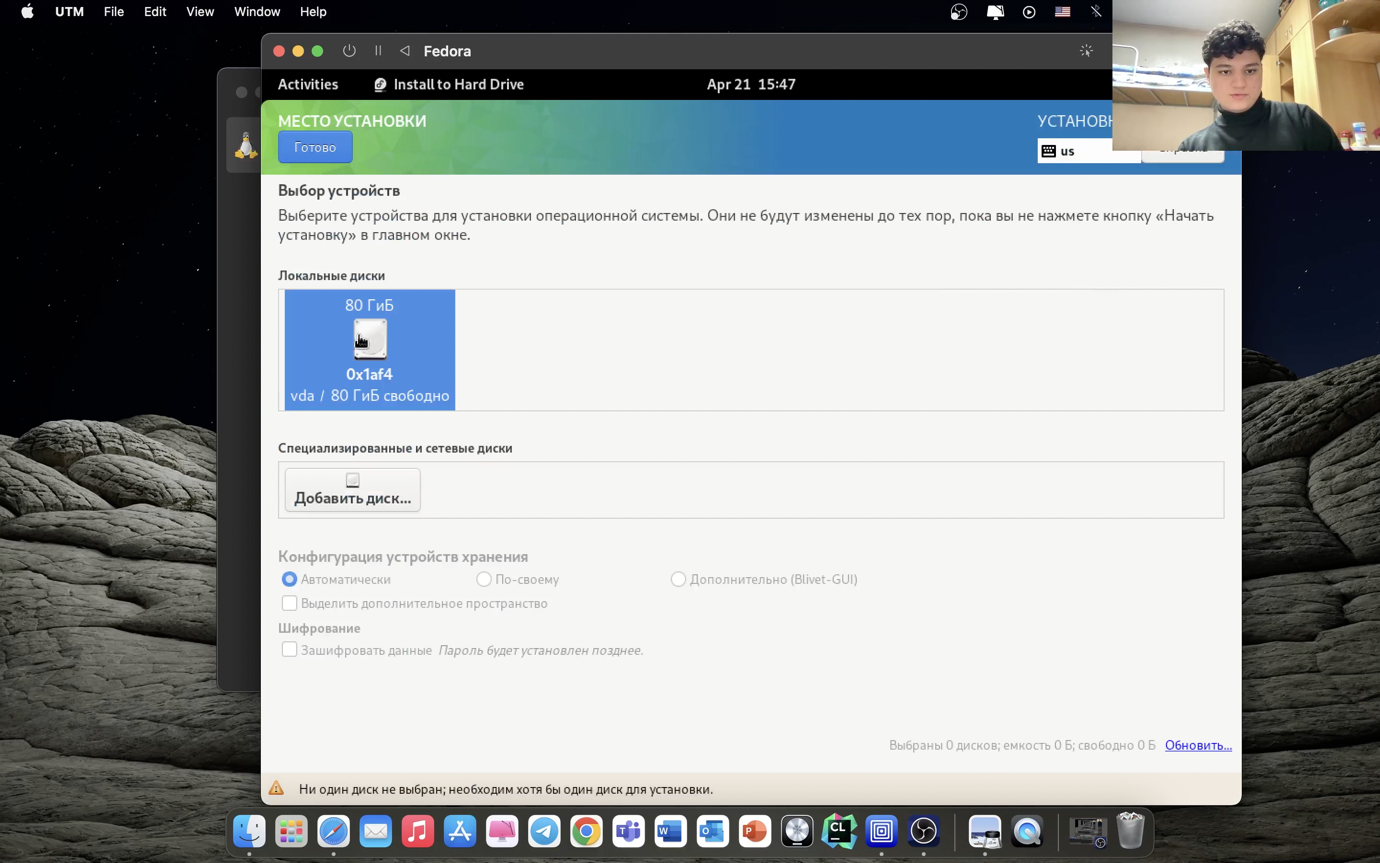 UTM File Edit View Window Help
Fedora
Activities Install to Hard Drive Apr 21 15:47
МЕСТО УСТАНОВКИ
Готово
us
Выбор устройств
Выберите устройства для установки операционной системы. Они не будут изменены до тех пор, пока вы не нажмете кнопку «Начать
установку» в главном окне.
Локальные диски
80 ГиБ
0x1af4
vda / 80 ГиБ свободно
Специализированные и сетевые диски
Добавить диск...
Конфигурация устройств хранения
Автоматически По-своему Дополнительно (Blivet-GUI)
Выделить дополнительное пространство
Шифрование
Зашифровать данные Пароль будет установлен позднее.
Выбраны 0 дисков; емкость 0 Б; свободно 0 Б Обновить...
Ни один диск не выбран; необходим хотя бы один диск для установки.
CL